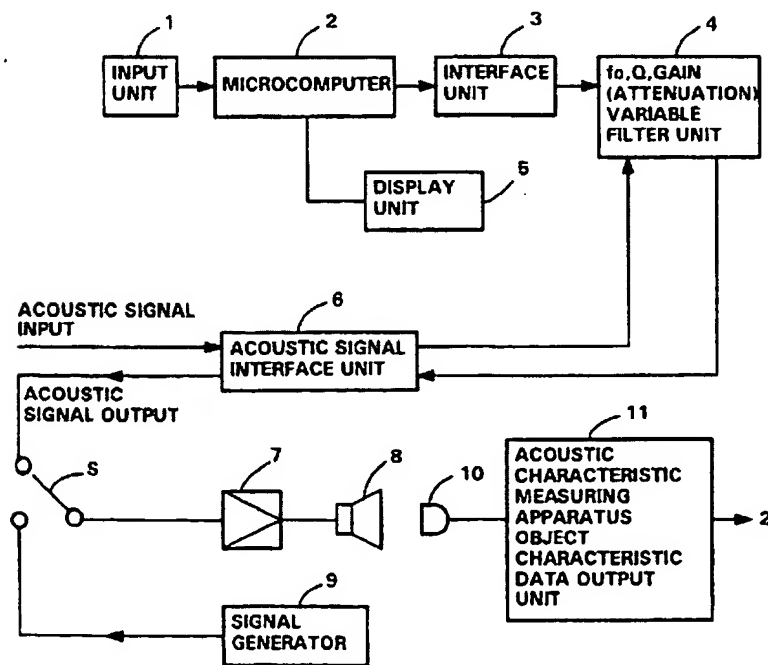 1
2
3
4
INPUT
UNIT
MICROCOMPUTER
INTERFACE
UNIT
fo,Q,GAIN
(ATTENUATION)
VARIABLE
FILTER UNIT
5
DISPLAY
UNIT
ACOUSTIC SIGNAL
INPUT
6
ACOUSTIC SIGNAL
INTERFACE UNIT
ACOUSTIC
SIGNAL OUTPUT
S
7
8
10
11
ACOUSTIC
CHARACTERISTIC
MEASURING
APPARATUS
OBJECT
CHARACTERISTIC
DATA OUTPUT
UNIT
2
9
SIGNAL
GENERATOR